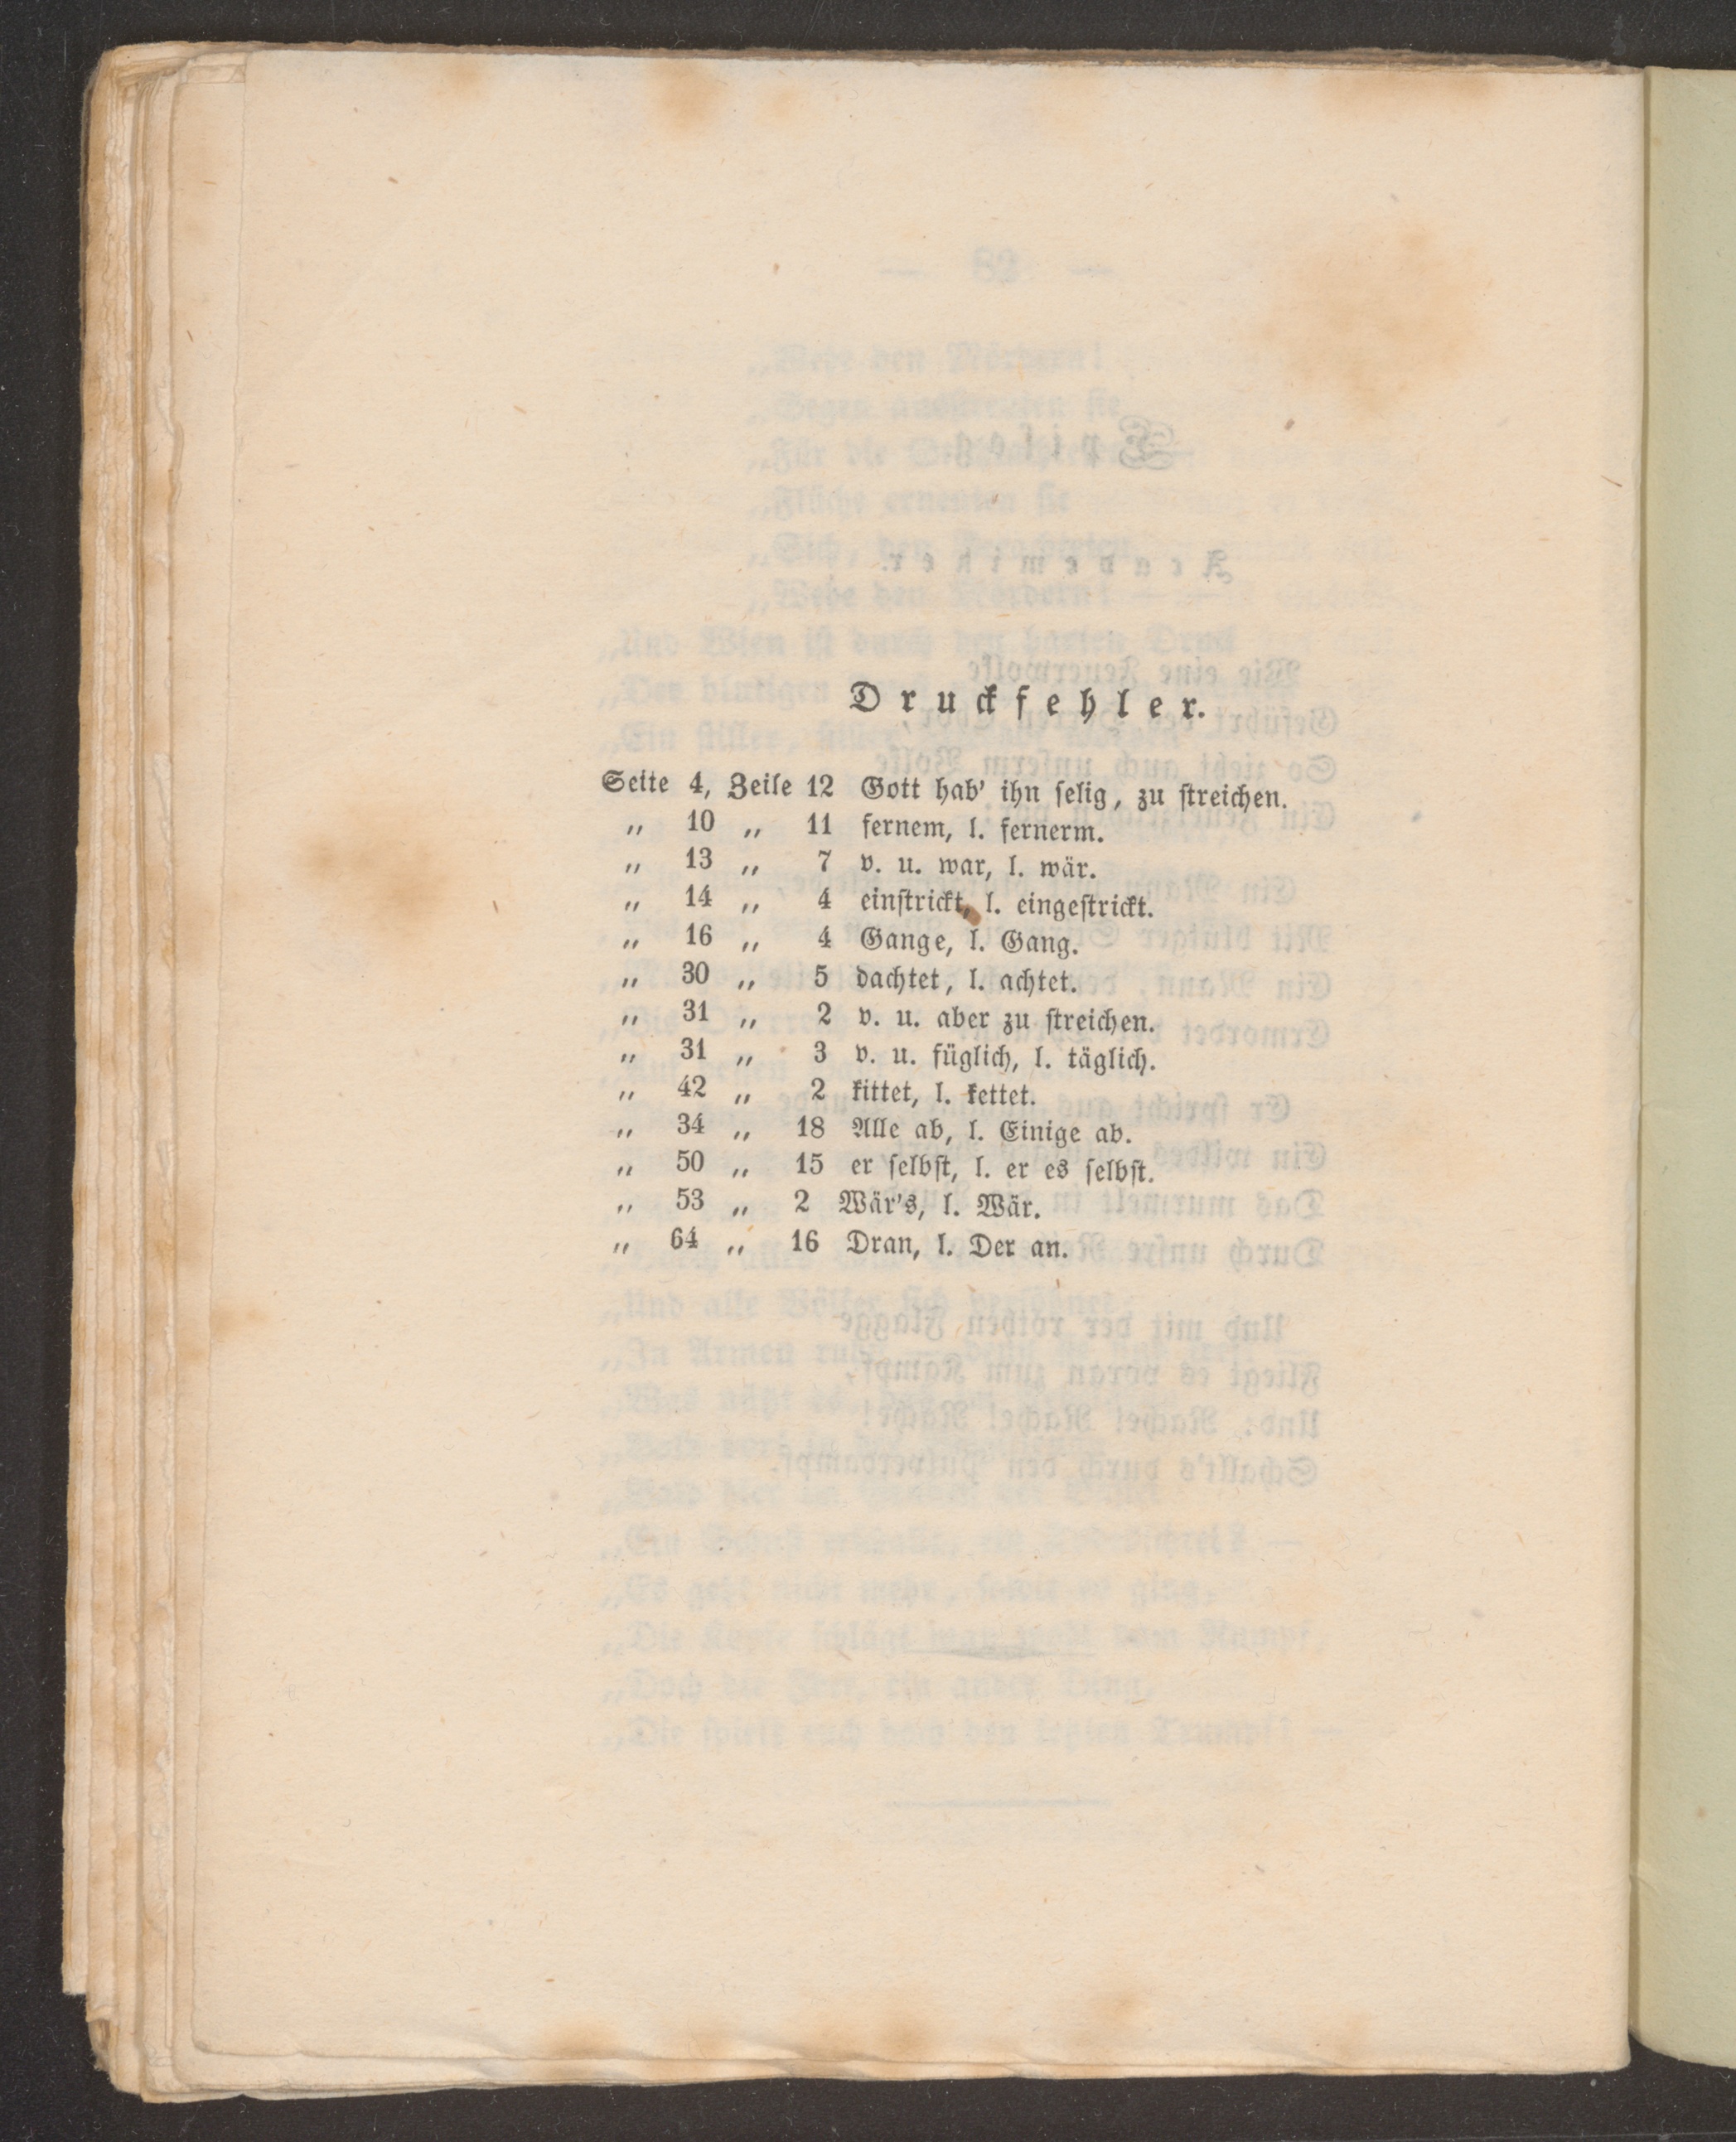 Druckfehler.
Seite 4, Zeile 12 Gott hab' ihn ſelig, zu ſtreichen.
„ 10 „ 11 fernem, l. fernerm.
„ 13 „ 7 v. u. war, l. wär.
„ 14 „ 4 einſtrickt, l. eingeſtrickt.
„ 16 „ 4 Gange, l. Gang.
„ 30 „ 5 dachtet, l. achtet.
„ 31 „ 2 v. u. aber zu ſtreichen.
„ 31 „ 3 v. u. füglich, l. täglich.
„ 42 „ 2 kittet, l. kettet.
„ 34 „ 18 Alle ab, l. Einige ab.
„ 50 „ 15 er ſelbſt, l. er es ſelbſt.
„ 53 „ 2 Wär's, l. Wär.
„ 64 „ 16 Dran, l. Der an.